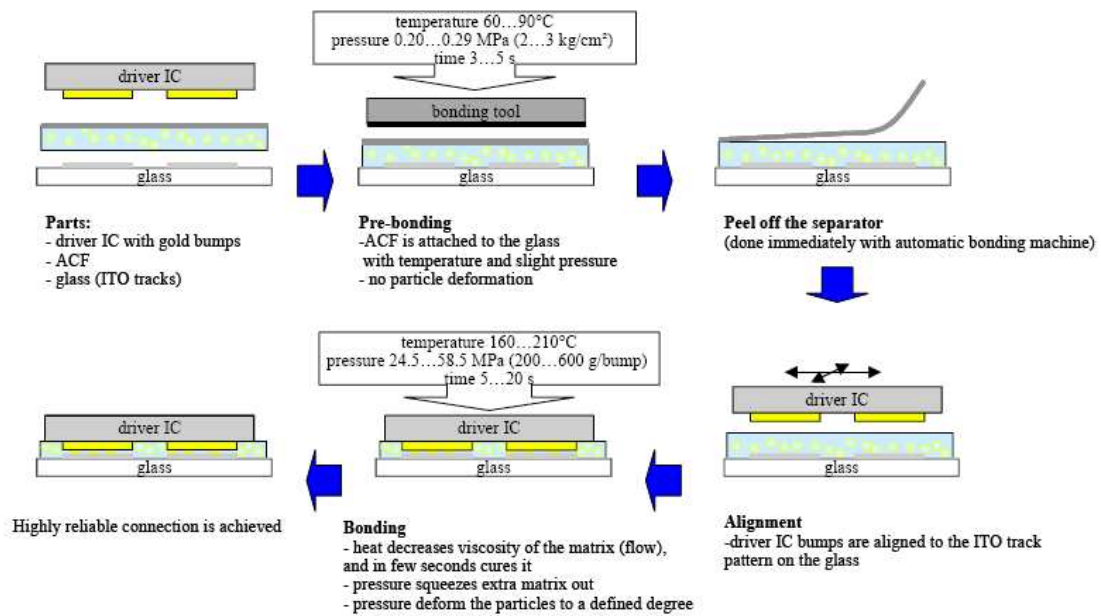 driver IC
glass
Parts:
- driver IC with gold bumps
- ACF
- glass (ITO tracks)
temperature 60…90°C
pressure 0.20…0.29 MPa (2…3 kg/cm²)
time 3…5 s
bonding tool
glass
Pre-bonding
-ACF is attached to the glass
with temperature and slight pressure
- no particle deformation
glass
Peel off the separator
(done immediately with automatic bonding machine)
driver IC
glass
Alignment
-driver IC bumps are aligned to the ITO track
pattern on the glass
temperature 160…210°C
pressure 24.5…58.5 MPa (200…600 g/bump)
time 5…20 s
driver IC
glass
Bonding
- heat decreases viscosity of the matrix (flow),
and in few seconds cures it
- pressure squeezes extra matrix out
- pressure deform the particles to a defined degree
driver IC
glass
Highly reliable connection is achieved